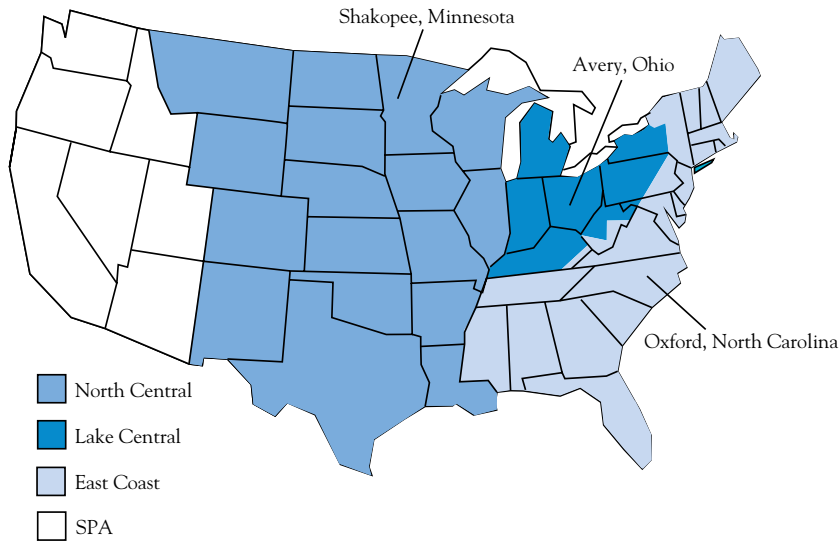 Shakopee, Minnesota
Avery, Ohio
Oxford, North Carolina
North Central
Lake Central
East Coast
SPA